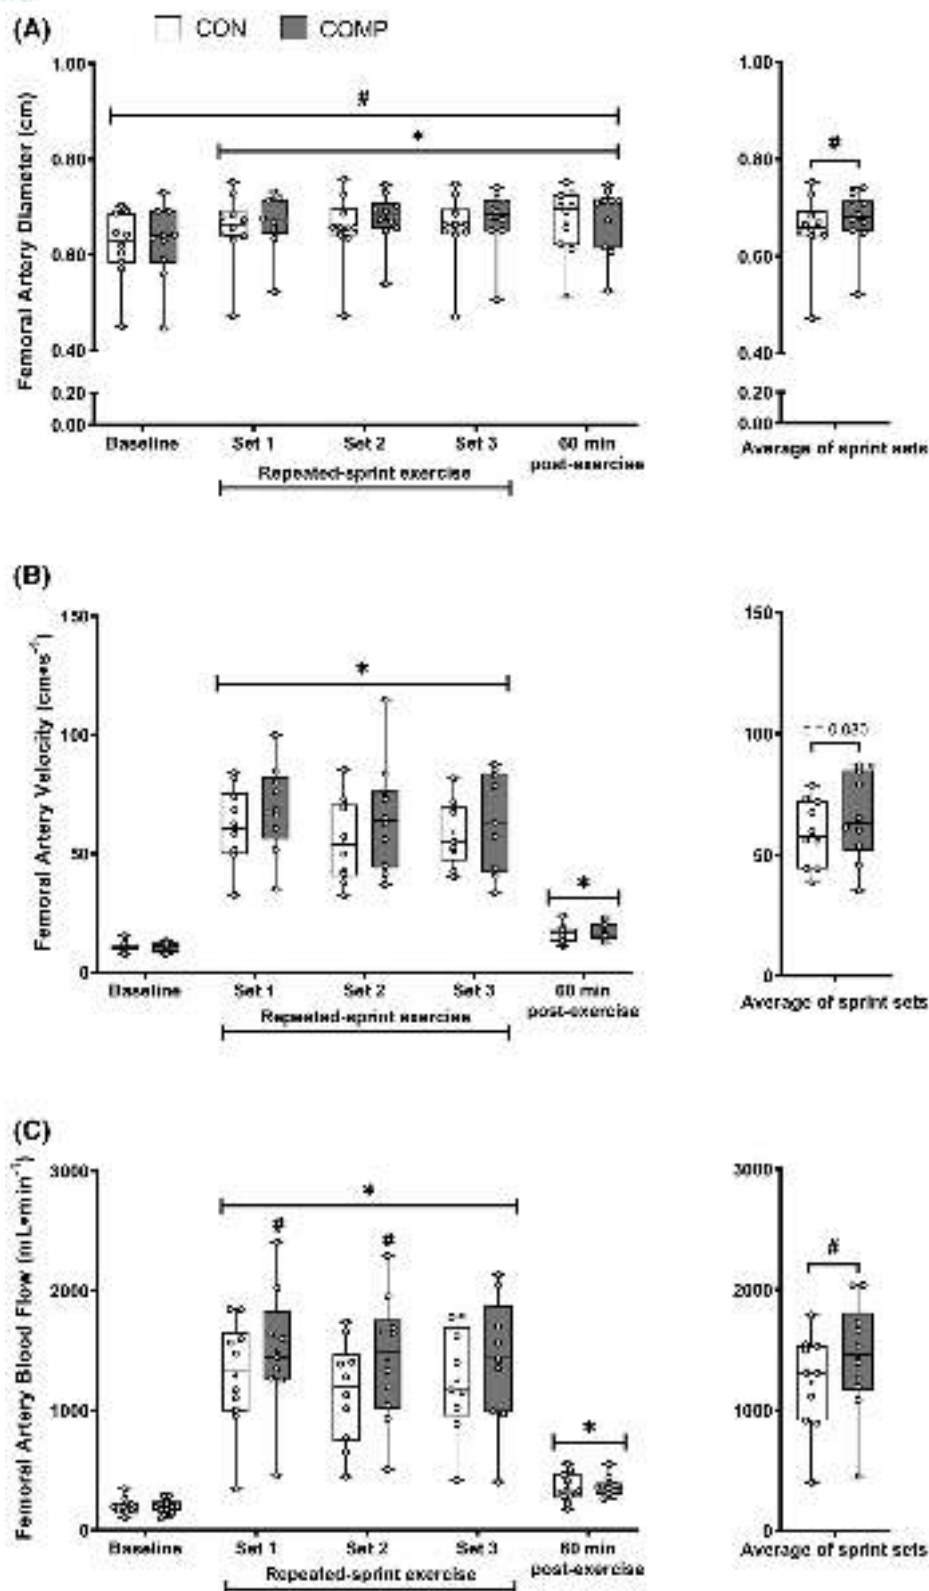 (A) CON COMP
Femoral Artery Diameter (cm)
1.00
0.80
0.60
0.40
0.20
0.00
#
*
Baseline Set 1 Set 2 Set 3 60 min post-exercise
Repeated-sprint exercise
1.00
0.80
0.60
0.40
0.20
0.00
#
Average of sprint sets
(B)
Femoral Artery Velocity (cm•s⁻¹)
150
100
50
0
*
*
Baseline Set 1 Set 2 Set 3 60 min post-exercise
Repeated-sprint exercise
150
100
50
0
Average of sprint sets
(C)
Femoral Artery Blood Flow (mL•min⁻¹)
3000
2000
1000
0
*
# #
*
Baseline Set 1 Set 2 Set 3 60 min post-exercise
Repeated-sprint exercise
3000
2000
1000
0
#
Average of sprint sets